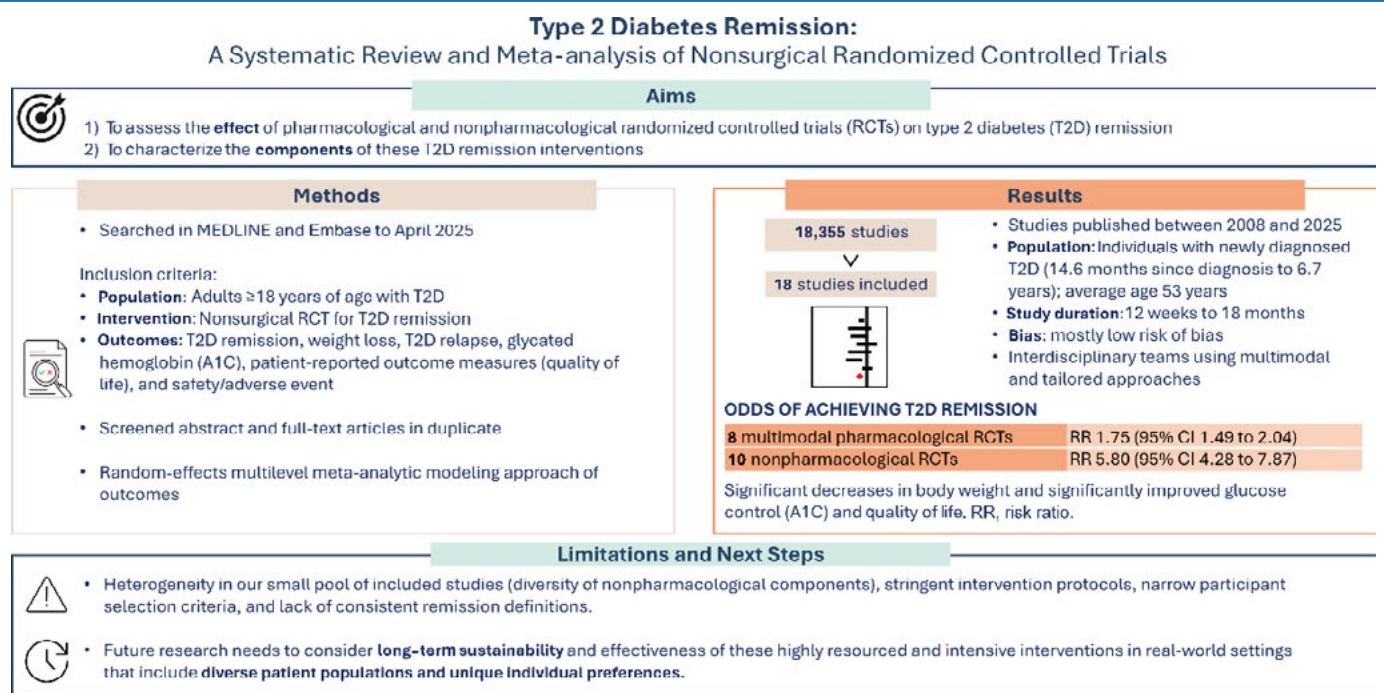 Type 2 Diabetes Remission:
A Systematic Review and Meta-analysis of Nonsurgical Randomized Controlled Trials
Aims
1) To assess the effect of pharmacological and nonpharmacological randomized controlled trials (RCTs) on type 2 diabetes (T2D) remission
2) To characterize the components of these T2D remission interventions
Methods
• Searched in MEDLINE and Embase to April 2025
Inclusion criteria:
• Population: Adults ≥18 years of age with T2D
• Intervention: Nonsurgical RCT for T2D remission
• Outcomes: T2D remission, weight loss, T2D relapse, glycated
hemoglobin (A1C), patient-reported outcome measures (quality of
life), and safety/adverse event
• Screened abstract and full-text articles in duplicate
• Random-effects multilevel meta-analytic modeling approach of
outcomes
Results
18,355 studies
18 studies included
• Studies published between 2008 and 2025
• Population: Individuals with newly diagnosed
T2D (14.6 months since diagnosis to 6.7
years); average age 53 years
• Study duration: 12 weeks to 18 months
• Bias: mostly low risk of bias
• Interdisciplinary teams using multimodal
and tailored approaches
ODDS OF ACHIEVING T2D REMISSION
8 multimodal pharmacological RCTs RR 1.75 (95% CI 1.49 to 2.04)
10 nonpharmacological RCTs RR 5.80 (95% CI 4.28 to 7.87)
Significant decreases in body weight and significantly improved glucose
control (A1C) and quality of life. RR, risk ratio.
Limitations and Next Steps
• Heterogeneity in our small pool of included studies (diversity of nonpharmacological components), stringent intervention protocols, narrow participant
selection criteria, and lack of consistent remission definitions.
• Future research needs to consider long-term sustainability and effectiveness of these highly resourced and intensive interventions in real-world settings
that include diverse patient populations and unique individual preferences.